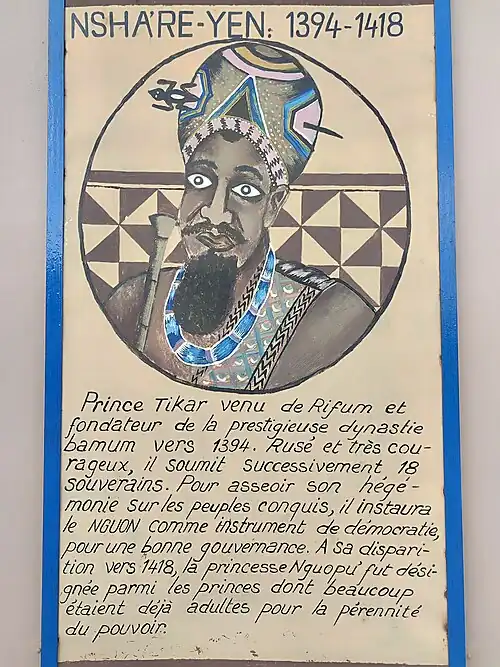 NSHÄRE-YEN: 1394-1418
Prince Tikar venu de Rifum et
fondateur de la prestigieuse dynastie
bamum vers 1394. Rusé et très cou-
rageux, il soumit successivement 18
souverains. Pour asseoir son hégé-
monie sur les peuples conquis, il instaura
le NGUON comme instrument de démocratie,
pour une bonne gouvernance. A sa dispari-
tion vers 1418, la princesse Nguopu' fut dési-
gnée parmi les princes dont beaucoup
étaient déjà adultes pour la pérennité
du pouvoir.